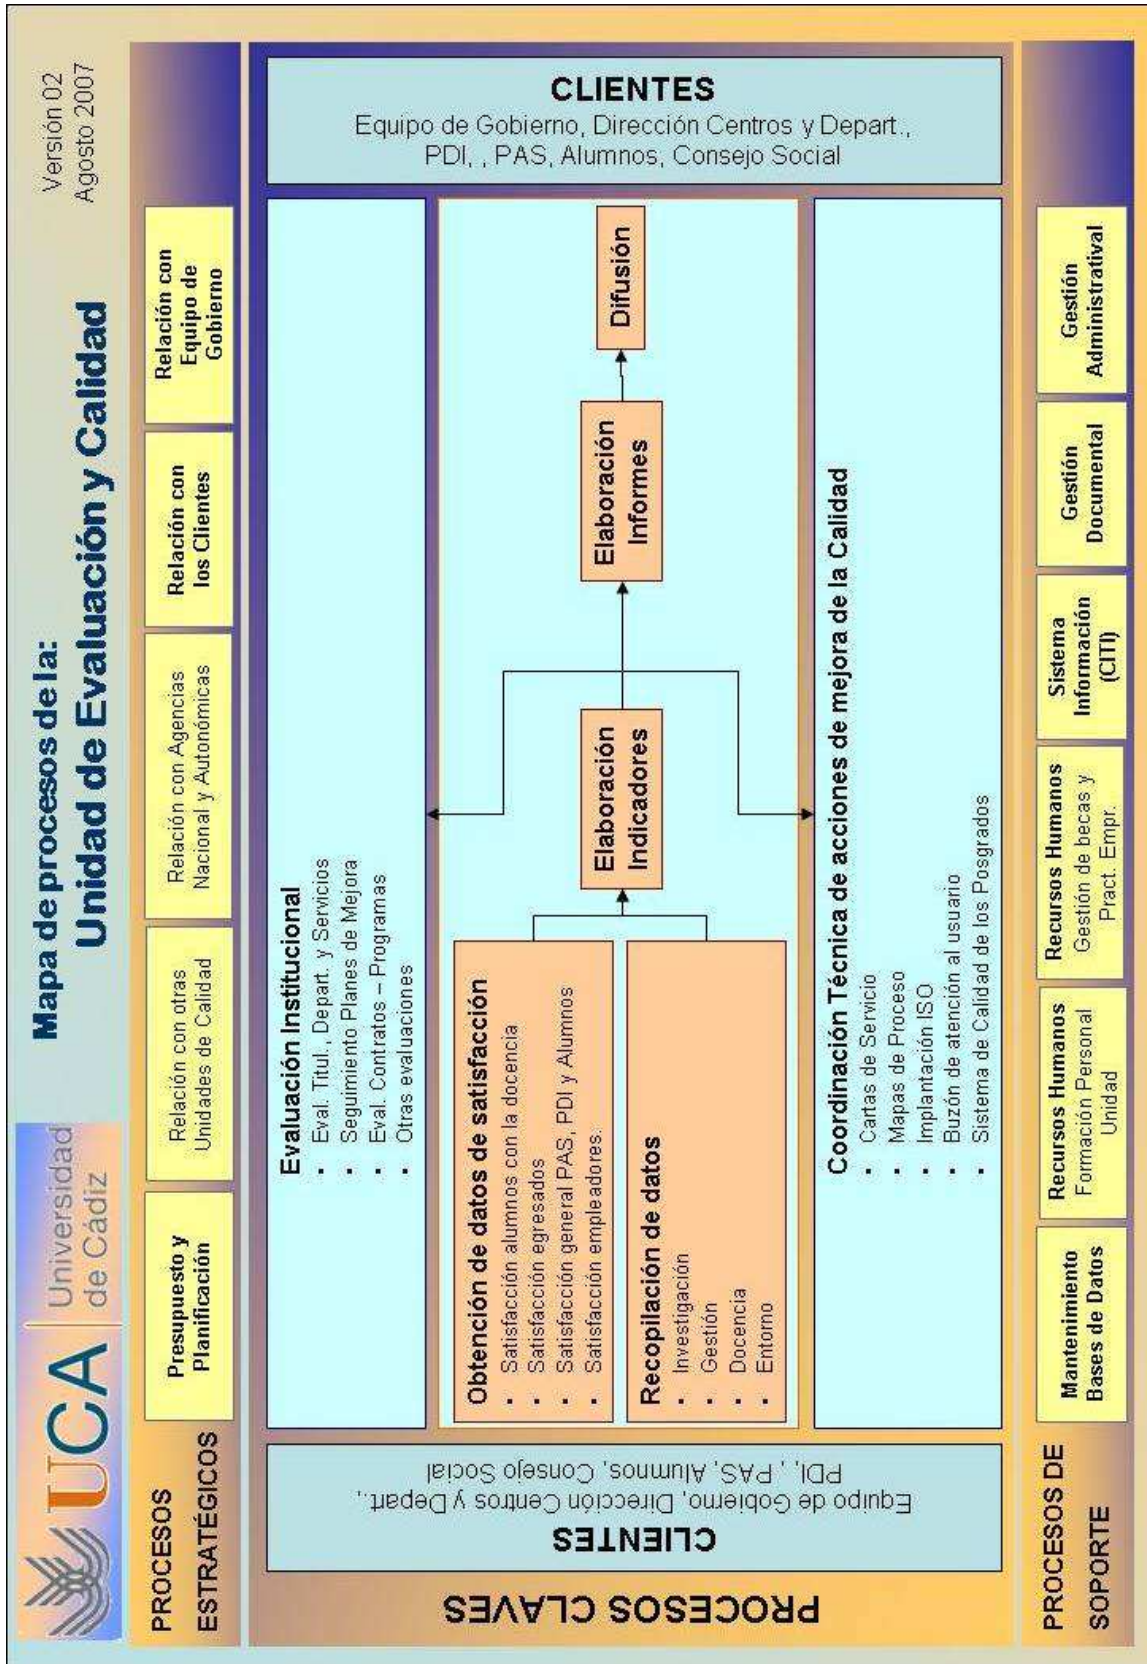 UCA
Universidad
de Cádiz
Mapa de procesos de la:
Unidad de Evaluación y Calidad
Versión 02
Agosto 2007
PROCESOS
ESTRATÉGICOS
Presupuesto y
Planificación
Relación con otras
Unidades de Calidad
Relación con Agencias
Nacional y Autonómicas
Relación con
los Clientes
Relación con
Equipo de
Gobierno
PROCESOS CLAVES
CLIENTES
Equipo de Gobierno, Dirección Centros y Depart.,
PDI, , PAS, Alumnos, Consejo Social
Evaluación Institucional
▪ Eval. Titul., Depart. y Servicios
▪ Seguimiento Planes de Mejora
▪ Eval. Contratos – Programas
▪ Otras evaluaciones
Obtención de datos de satisfacción
▪ Satisfacción alumnos con la docencia
▪ Satisfacción egresados
▪ Satisfacción general PAS, PDI y Alumnos
▪ Satisfacción empleadores.
Recopilación de datos
▪ Investigación
▪ Gestión
▪ Docencia
▪ Entorno
Elaboración
Indicadores
Elaboración
Informes
Difusión
Coordinación Técnica de acciones de mejora de la Calidad
▪ Cartas de Servicio
▪ Mapas de Proceso
▪ Implantación ISO
▪ Buzón de atención al usuario
▪ Sistema de Calidad de los Posgrados
CLIENTES
Equipo de Gobierno, Dirección Centros y Depart.,
PDI, , PAS, Alumnos, Consejo Social
PROCESOS DE
SOPORTE
Mantenimiento
Bases de Datos
Recursos Humanos
Formación Personal
Unidad
Recursos Humanos
Gestión de becas y
Pract. Empr.
Sistema
Información
(CITI)
Gestión
Documental
Gestión
Administratival